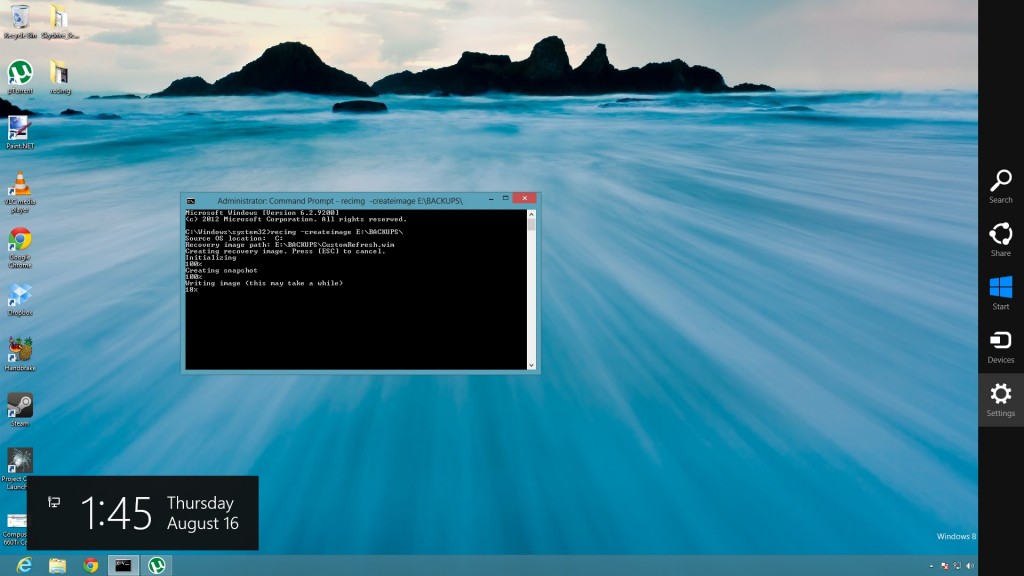 Recycle Bin
recimg
µTorrent
Paint.NET
VLC media
player
Google
Chrome
Dropbox
Handbrake
Steam
Project C
Launch
Administrator: Command Prompt - recimg -createimage E:\BACKUPS\
Microsoft Windows [Version 6.2.9200]
(c) 2012 Microsoft Corporation. All rights reserved.
C:\Windows\system32>recimg -createimage E:\BACKUPS\
Source OS location: C:
Recovery image path: E:\BACKUPS\CustomRefresh.wim
Creating recovery image. Press [ESC] to cancel.
Initializing
100%
Creating snapshot
100%
Writing image (this may take a while)
18%
Search
Share
Start
Devices
Settings
1:45
Thursday
August 16
Windows 8